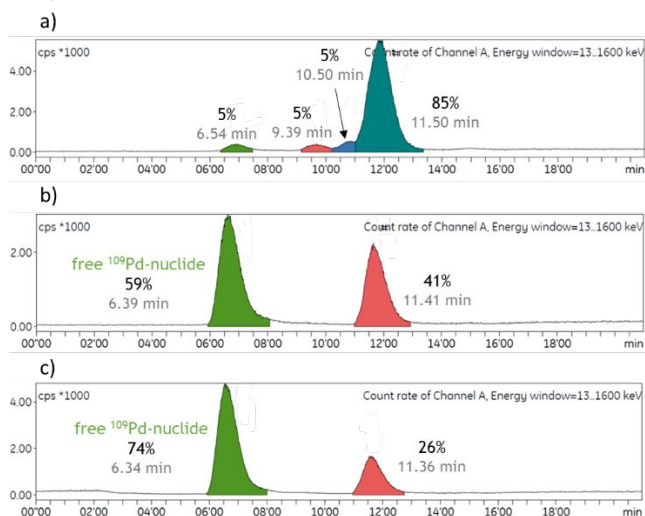 a)
cps *1000
Count rate of Channel A, Energy window=13..1600 keV
4.00
2.00
0.00
5%
6.54 min
5%
9.39 min
5%
10.50 min
85%
11.50 min
00'00 02'00 04'00 06'00 08'00 10'00 12'00 14'00 16'00 18'00 min
b)
cps *1000
Count rate of Channel A, Energy window=13..1600 keV
2.00
0.00
free ¹⁰⁹Pd-nuclide
59%
6.39 min
41%
11.41 min
00'00 02'00 04'00 06'00 08'00 10'00 12'00 14'00 16'00 18'00 min
c)
cps *1000
Count rate of Channel A, Energy window=13..1600 keV
4.00
2.00
0.00
free ¹⁰⁹Pd-nuclide
74%
6.34 min
26%
11.36 min
00'00 02'00 04'00 06'00 08'00 10'00 12'00 14'00 16'00 18'00 min